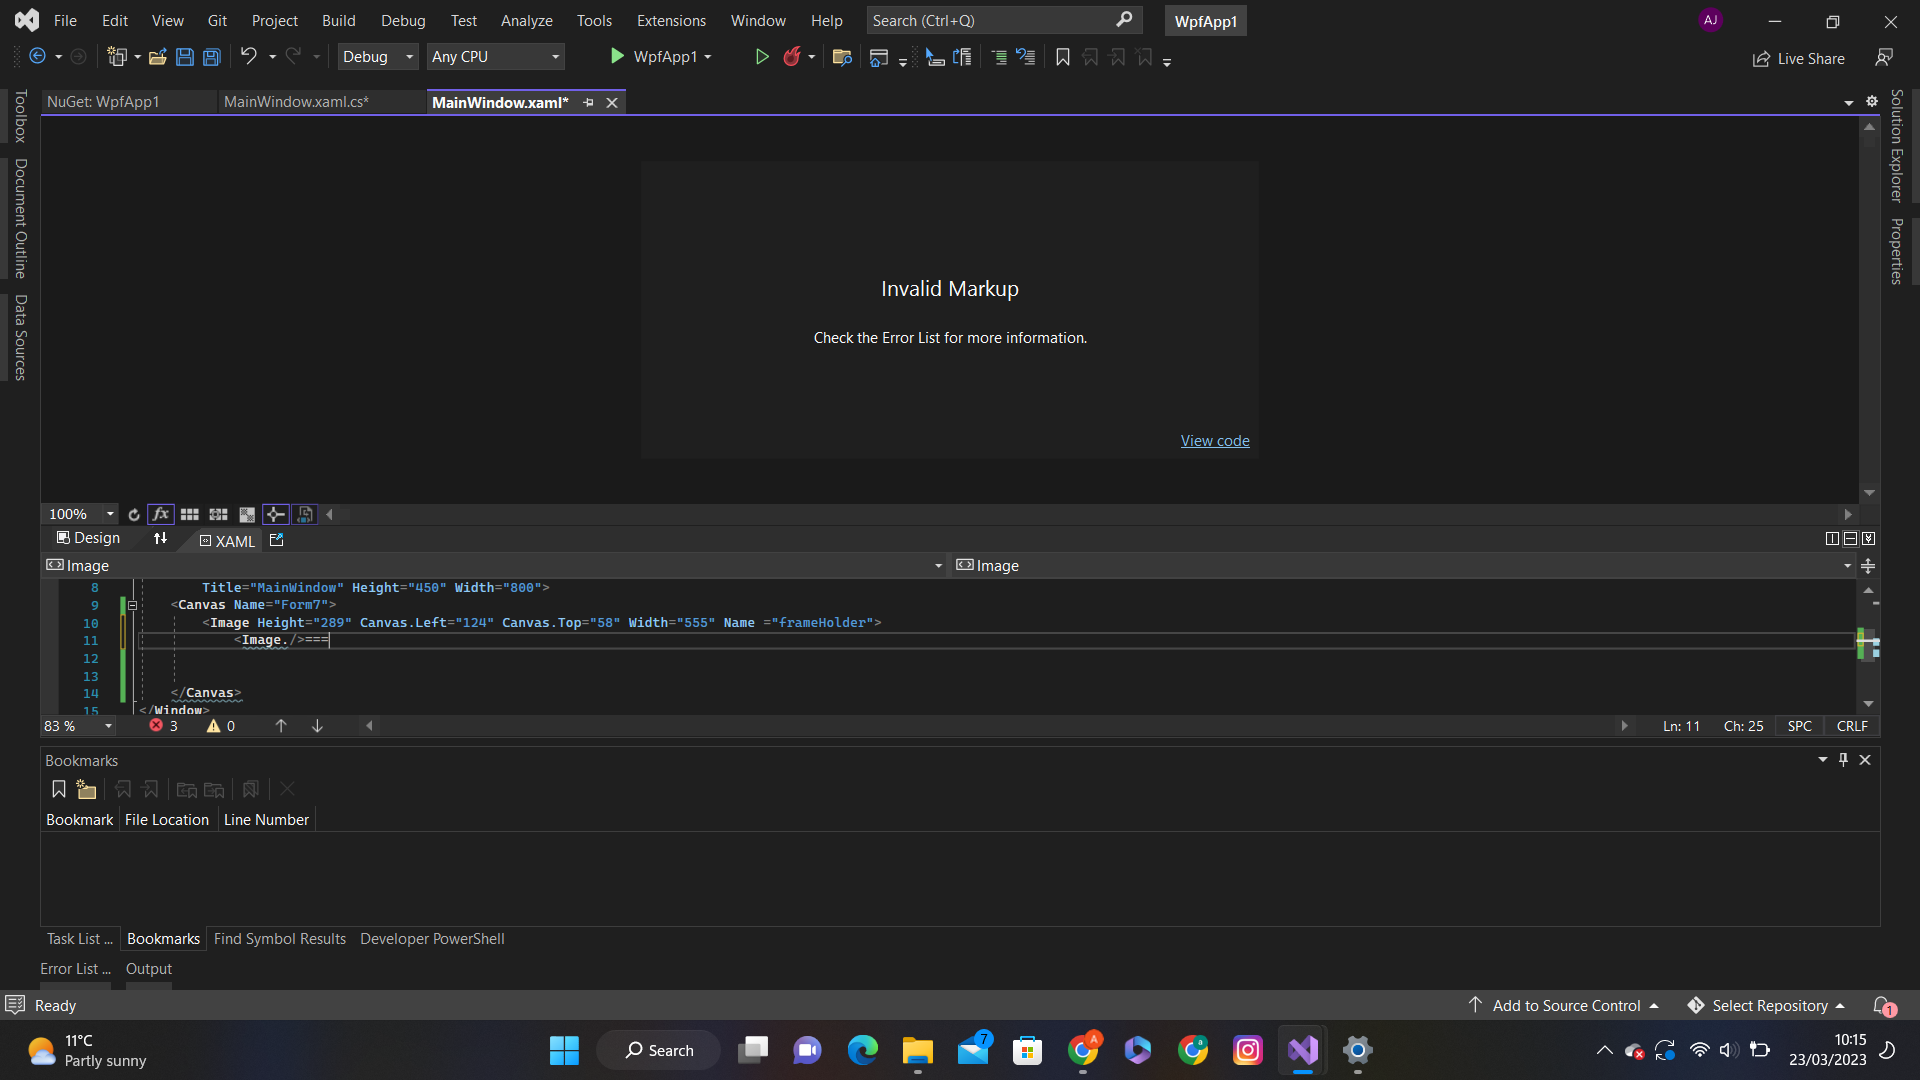 File Edit View Git Project Build Debug Test Analyze Tools Extensions Window Help Search (Ctrl+Q) WpfApp1 AJ
Debug Any CPU WpfApp1 Live Share
NuGet: WpfApp1 MainWindow.xaml.cs* MainWindow.xaml*
Toolbox
Document Outline
Data Sources
Solution Explorer
Properties
Invalid Markup
Check the Error List for more information.
View code
100% fx
Design XAML
Image Image
8 Title="MainWindow" Height="450" Width="800">
9 <Canvas Name="Form7">
10 <Image Height="289" Canvas.Left="124" Canvas.Top="58" Width="555" Name ="frameHolder">
11 <Image./>===
12
13
14 </Canvas>
15 </Window>
83 % 3 0 Ln: 11 Ch: 25 SPC CRLF
Bookmarks
Bookmark File Location Line Number
Task List ... Bookmarks Find Symbol Results Developer PowerShell
Error List ... Output
Ready Add to Source Control Select Repository 1
11°C
Partly sunny
Search 7 A a
10:15
23/03/2023